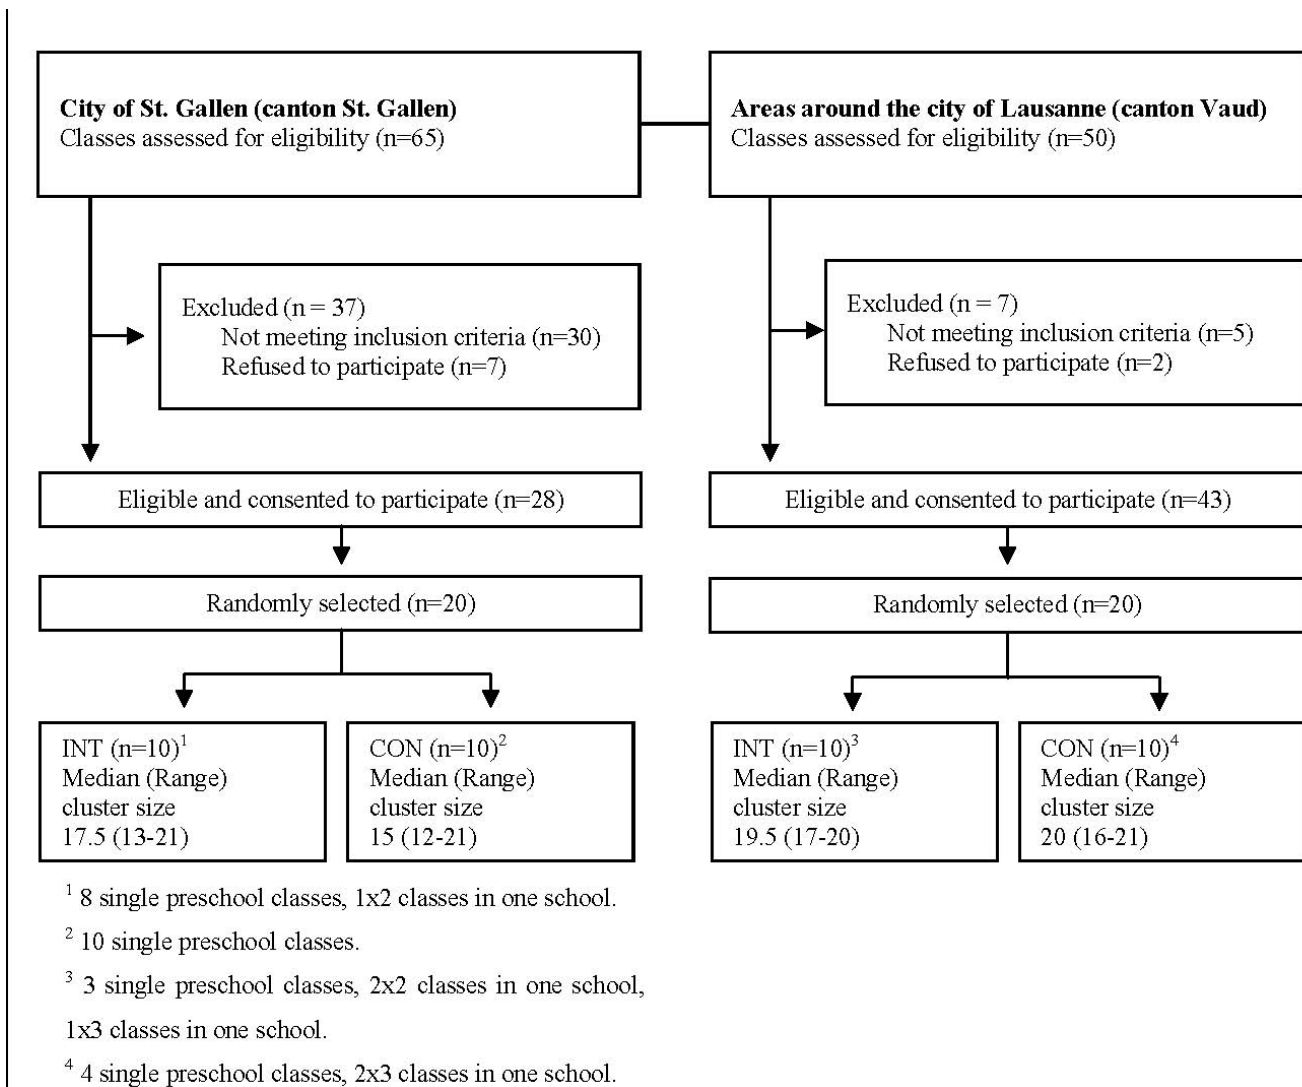 City of St. Gallen (canton St. Gallen)
Classes assessed for eligibility (n=65)
Areas around the city of Lausanne (canton Vaud)
Classes assessed for eligibility (n=50)
Excluded (n = 37)
Not meeting inclusion criteria (n=30)
Refused to participate (n=7)
Excluded (n = 7)
Not meeting inclusion criteria (n=5)
Refused to participate (n=2)
Eligible and consented to participate (n=28)
Eligible and consented to participate (n=43)
Randomly selected (n=20)
Randomly selected (n=20)
INT (n=10)¹
Median (Range)
cluster size
17.5 (13-21)
CON (n=10)²
Median (Range)
cluster size
15 (12-21)
INT (n=10)³
Median (Range)
cluster size
19.5 (17-20)
CON (n=10)⁴
Median (Range)
cluster size
20 (16-21)
¹ 8 single preschool classes, 1x2 classes in one school.
² 10 single preschool classes.
³ 3 single preschool classes, 2x2 classes in one school,
1x3 classes in one school.
⁴ 4 single preschool classes, 2x3 classes in one school.